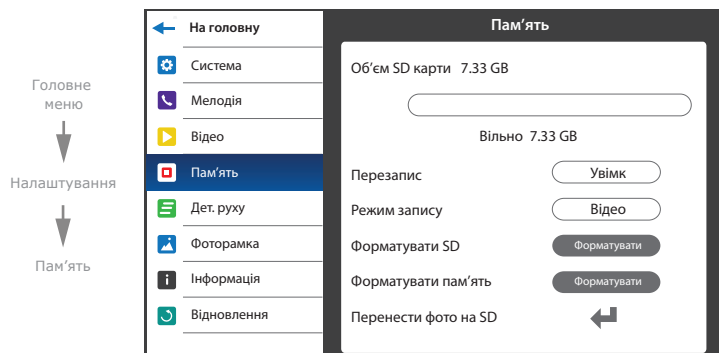 Головне
меню
Налаштування
Пам’ять
На головну
Система
Мелодія
Відео
Пам’ять
Дет. руху
Фоторамка
Інформація
Відновлення
Пам’ять
Об’єм SD карти 7.33 GB
Вільно 7.33 GB
Перезапис Увімк
Режим запису Відео
Форматувати SD Форматувати
Форматувати пам’ять Форматувати
Перенести фото на SD